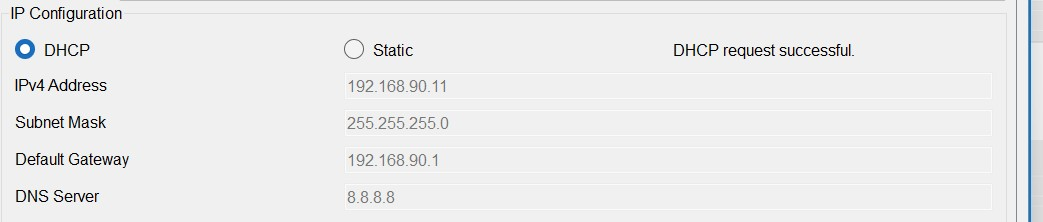 IP Configuration
DHCP Static DHCP request successful.
IPv4 Address 192.168.90.11
Subnet Mask 255.255.255.0
Default Gateway 192.168.90.1
DNS Server 8.8.8.8